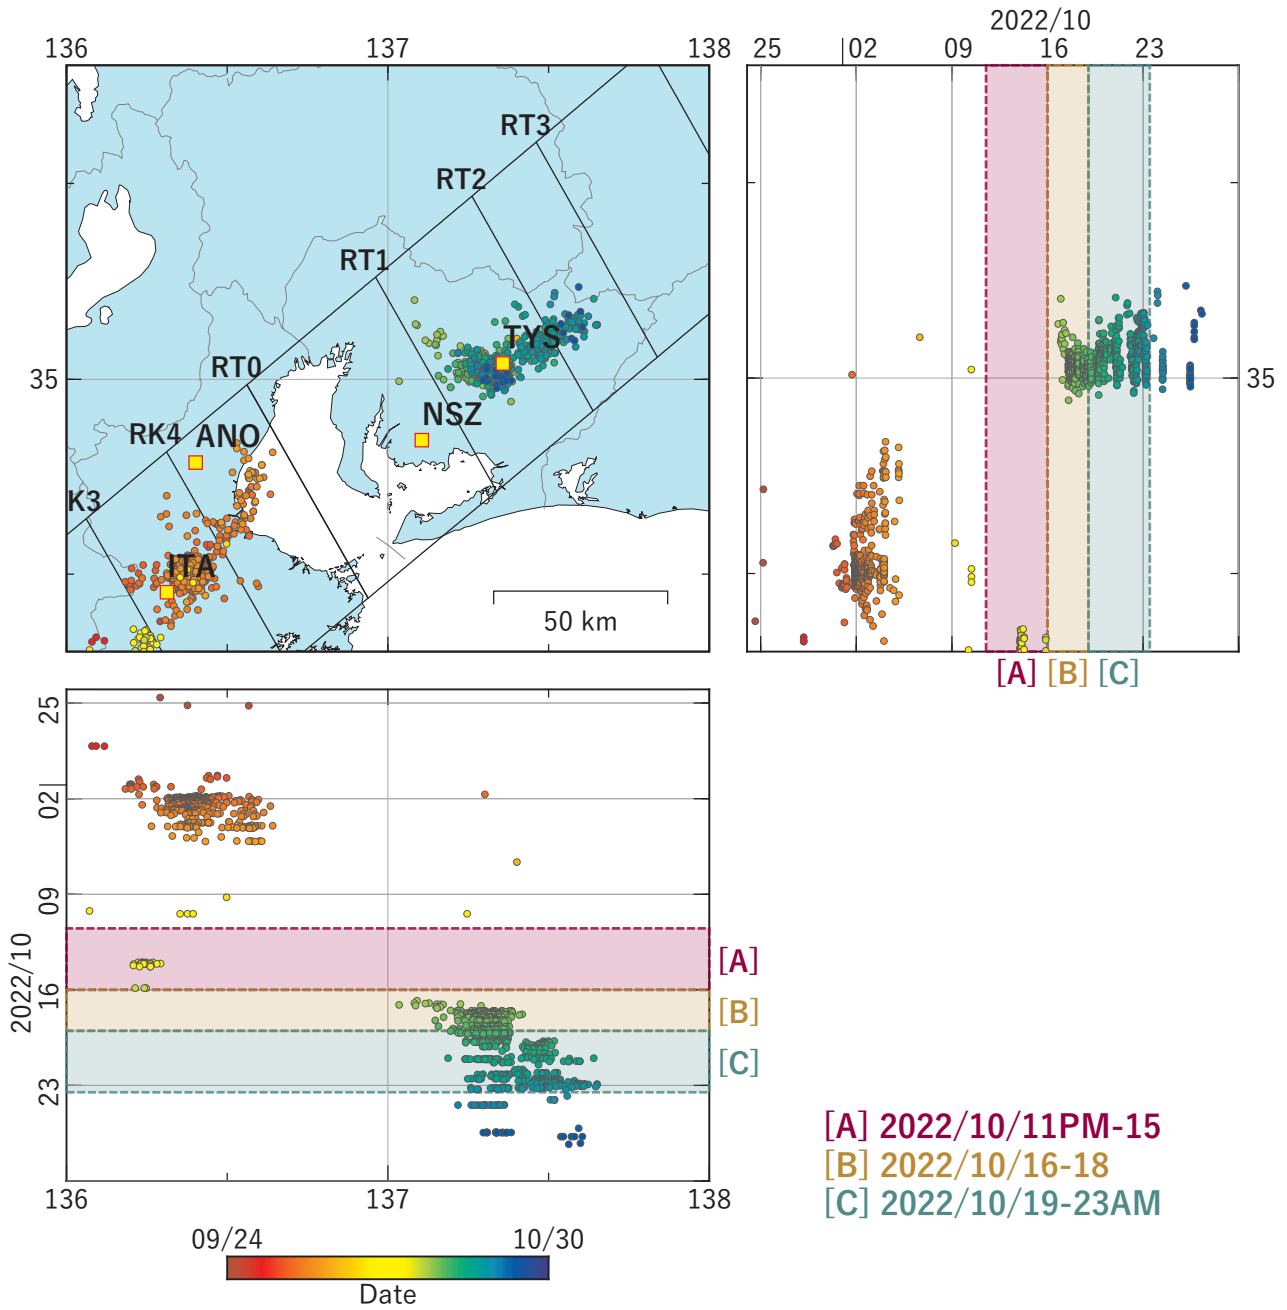 2022/10
136 137 138
25 02 09 16 23
RT3
RT2
RT1
RT0
TYS
NSZ
RK4 ANO
K3
ITA
35
35
50 km
[A] [B] [C]
25
02
09
16
23
2022/10
[A]
[B]
[C]
136 137 138
[A] 2022/10/11PM-15
[B] 2022/10/16-18
[C] 2022/10/19-23AM
09/24 10/30
Date